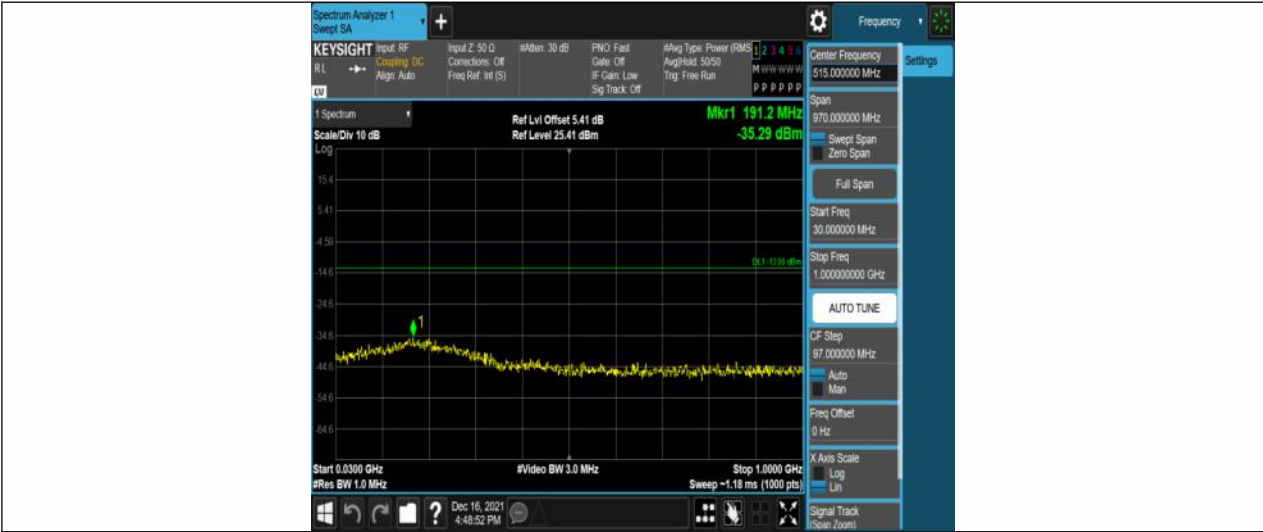 Spectrum Analyzer 1
Swept SA
Frequency
KEYSIGHT
Input: RF
Coupling: DC
Align: Auto
Input Z: 50 Ω
Corrections: Off
Freq Ref: Int (S)
#Atten: 30 dB
PNO: Fast
Gate: Off
IF Gain: Low
Sig Track: Off
#Avg Type: Power (RMS
Avg|Hold: 50/50
Trig: Free Run
1 2 3 4 5 6
M W W W W W
P P P P P P
R L
LV
1 Spectrum
Scale/Div 10 dB
Ref Lvl Offset 5.41 dB
Ref Level 25.41 dBm
Mkr1 191.2 MHz
-35.29 dBm
Log
15.4
5.41
-4.59
-14.6
-24.6
-34.6
-44.6
-54.6
-64.6
DL1 -13.00 dBm
1
Start 0.0300 GHz
#Res BW 1.0 MHz
#Video BW 3.0 MHz
Stop 1.0000 GHz
Sweep ~1.18 ms (1000 pts)
Dec 16, 2021
4:48:52 PM
Center Frequency
515.000000 MHz
Settings
Span
970.000000 MHz
Swept Span
Zero Span
Full Span
Start Freq
30.000000 MHz
Stop Freq
1.000000000 GHz
AUTO TUNE
CF Step
97.000000 MHz
Auto
Man
Freq Offset
0 Hz
X Axis Scale
Log
Lin
Signal Track
(Span Zoom)